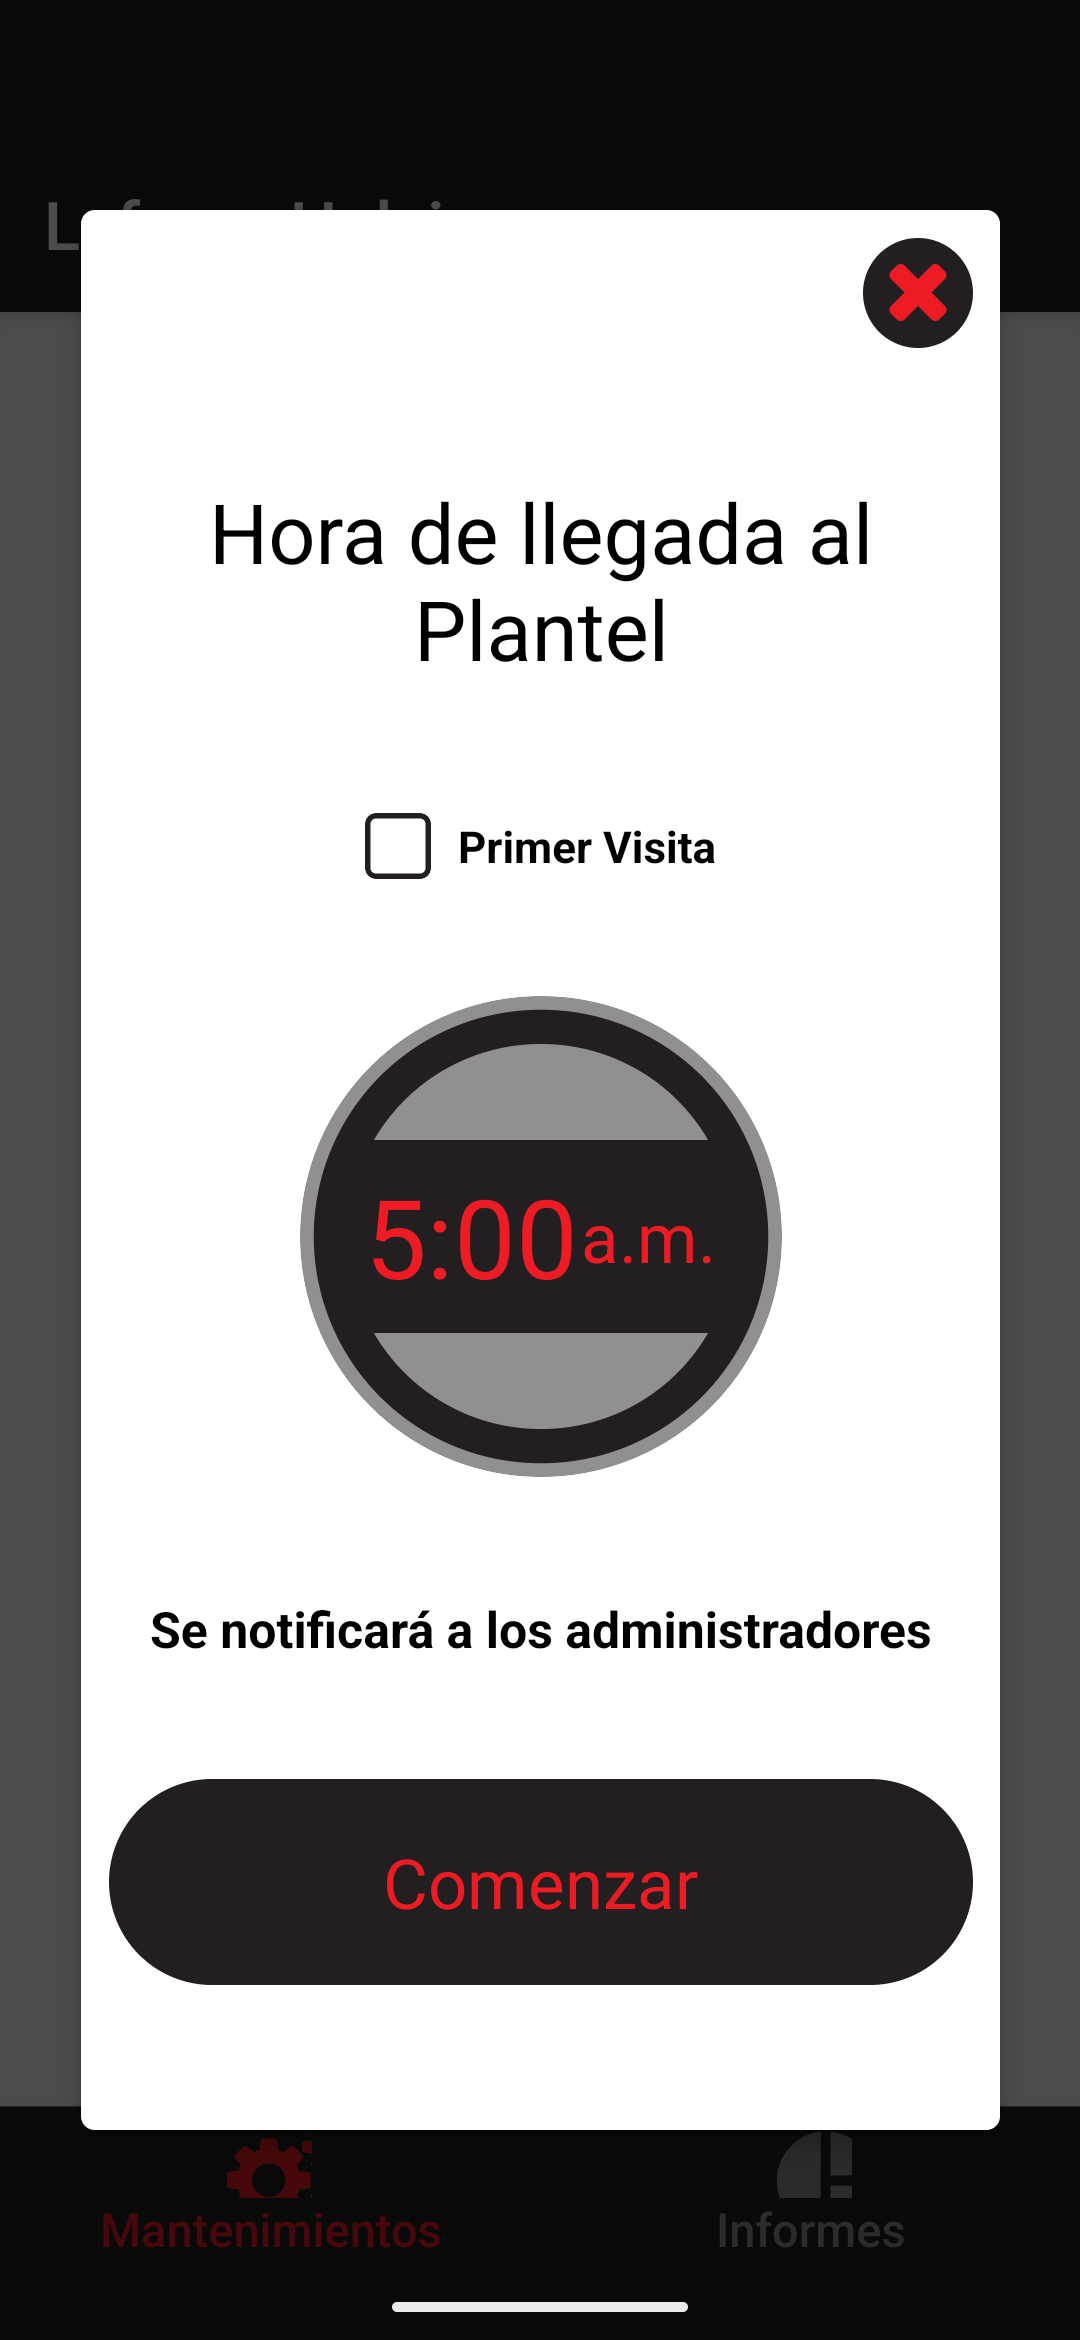 Hora de llegada al
Plantel
Primer Visita
5:00 a.m.
Se notificará a los administradores
Comenzar
Mantenimientos
Informes